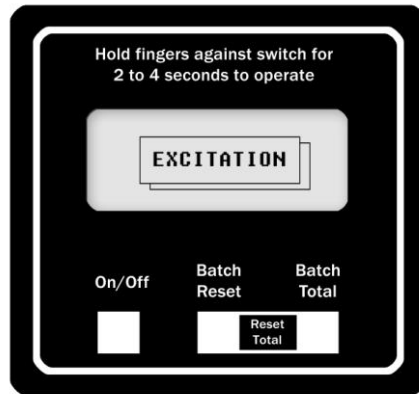 Hold fingers against switch for
2 to 4 seconds to operate
EXCITATION
On/Off
Batch
Reset
Batch
Total
Reset
Total